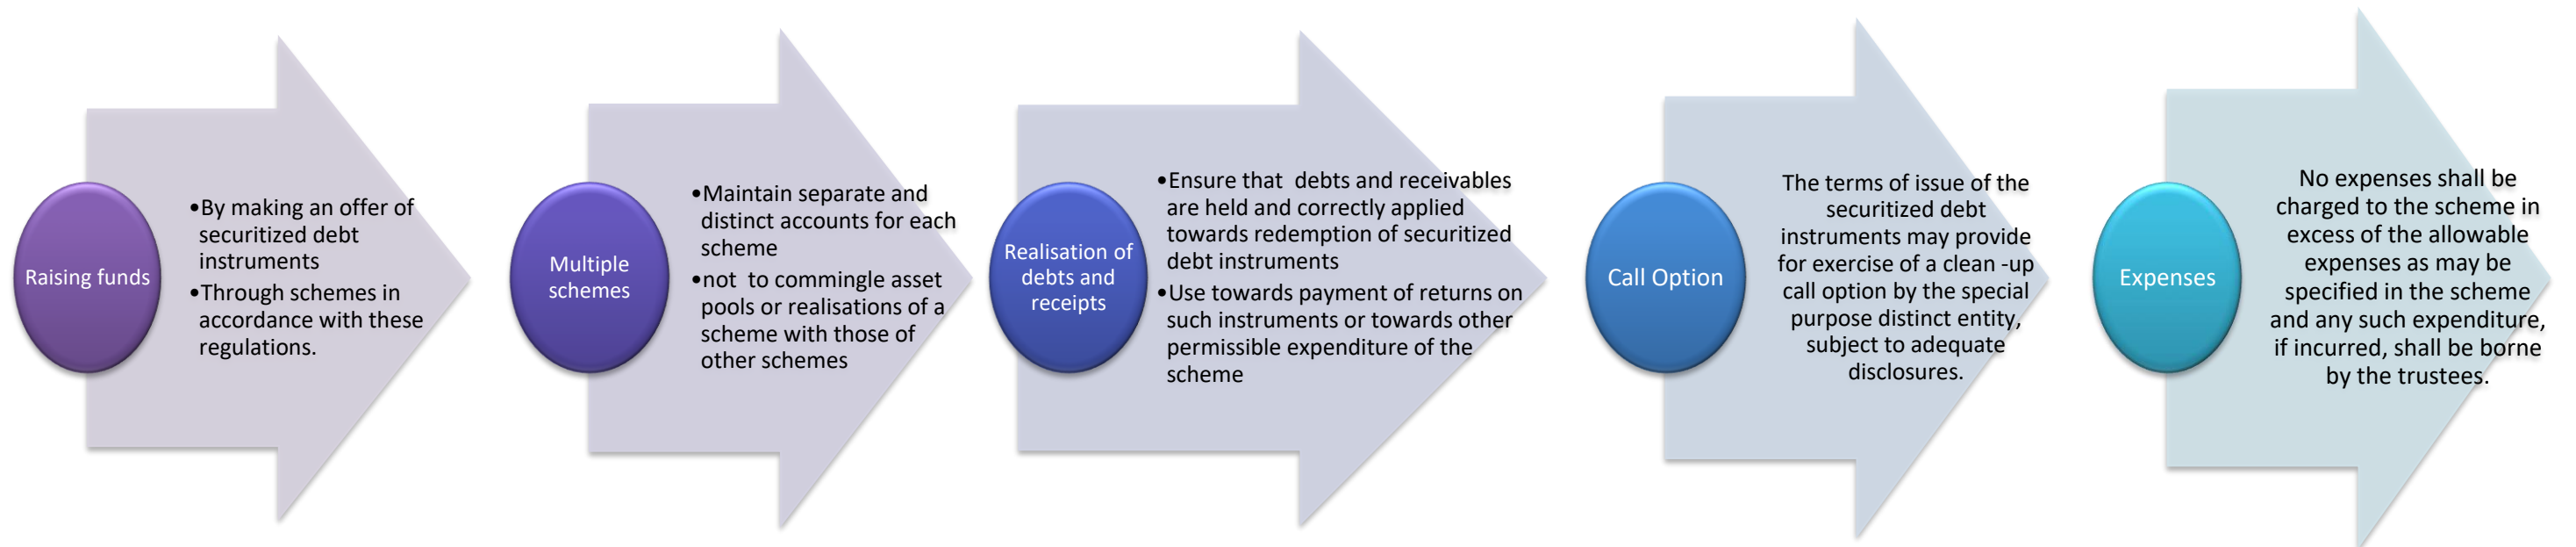 Raising funds
•By making an offer of
securitized debt
instruments
•Through schemes in
accordance with these
regulations.
Multiple
schemes
•Maintain separate and
distinct accounts for each
scheme
•not  to commingle asset
pools or realisations of a
scheme with those of
other schemes
Realisation of
debts and
receipts
•Ensure that  debts and receivables
are held and correctly applied
towards redemption of securitized
debt instruments
•Use towards payment of returns on
such instruments or towards other
permissible expenditure of the
scheme
Call Option
The terms of issue of the
securitized debt
instruments may provide
for exercise of a clean -up
call option by the special
purpose distinct entity,
subject to adequate
disclosures.
Expenses
No expenses shall be
charged to the scheme in
excess of the allowable
expenses as may be
specified in the scheme
and any such expenditure,
if incurred, shall be borne
by the trustees.